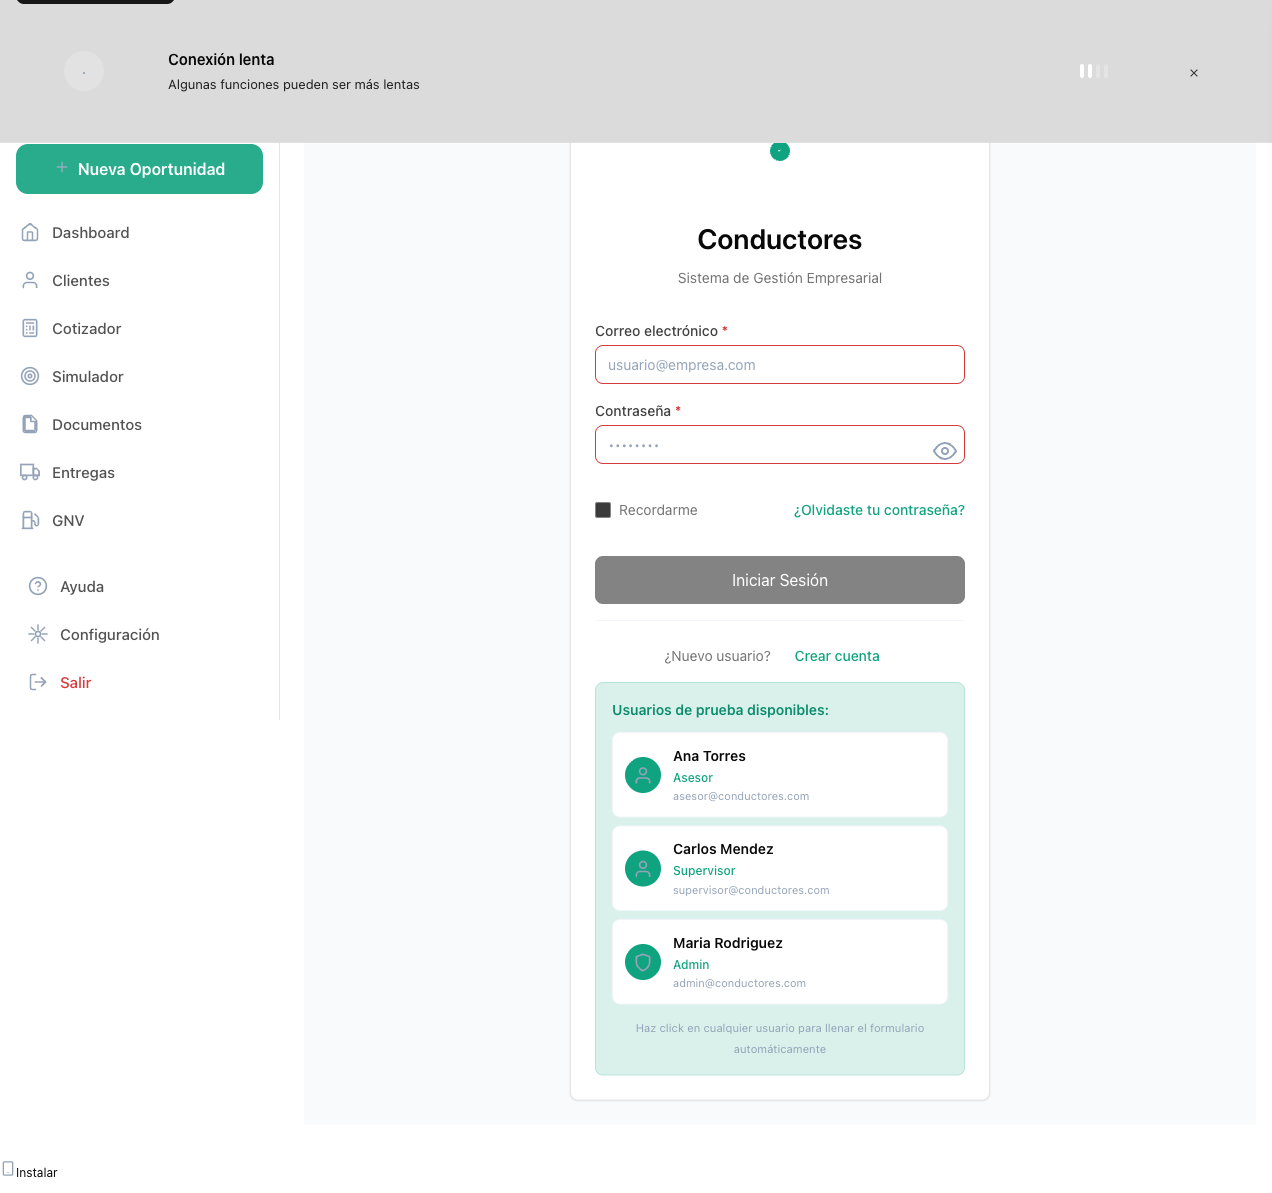 Conexión lenta
Algunas funciones pueden ser más lentas
×
Nueva Oportunidad
Dashboard
Clientes
Cotizador
Simulador
Documentos
Entregas
GNV
Ayuda
Configuración
Salir
Conductores
Sistema de Gestión Empresarial
Correo electrónico *
usuario@empresa.com
Contraseña *
••••••••
Recordarme
¿Olvidaste tu contraseña?
Iniciar Sesión
¿Nuevo usuario? Crear cuenta
Usuarios de prueba disponibles:
Ana Torres
Asesor
asesor@conductores.com
Carlos Mendez
Supervisor
supervisor@conductores.com
Maria Rodriguez
Admin
admin@conductores.com
Haz click en cualquier usuario para llenar el formulario
automáticamente
Instalar